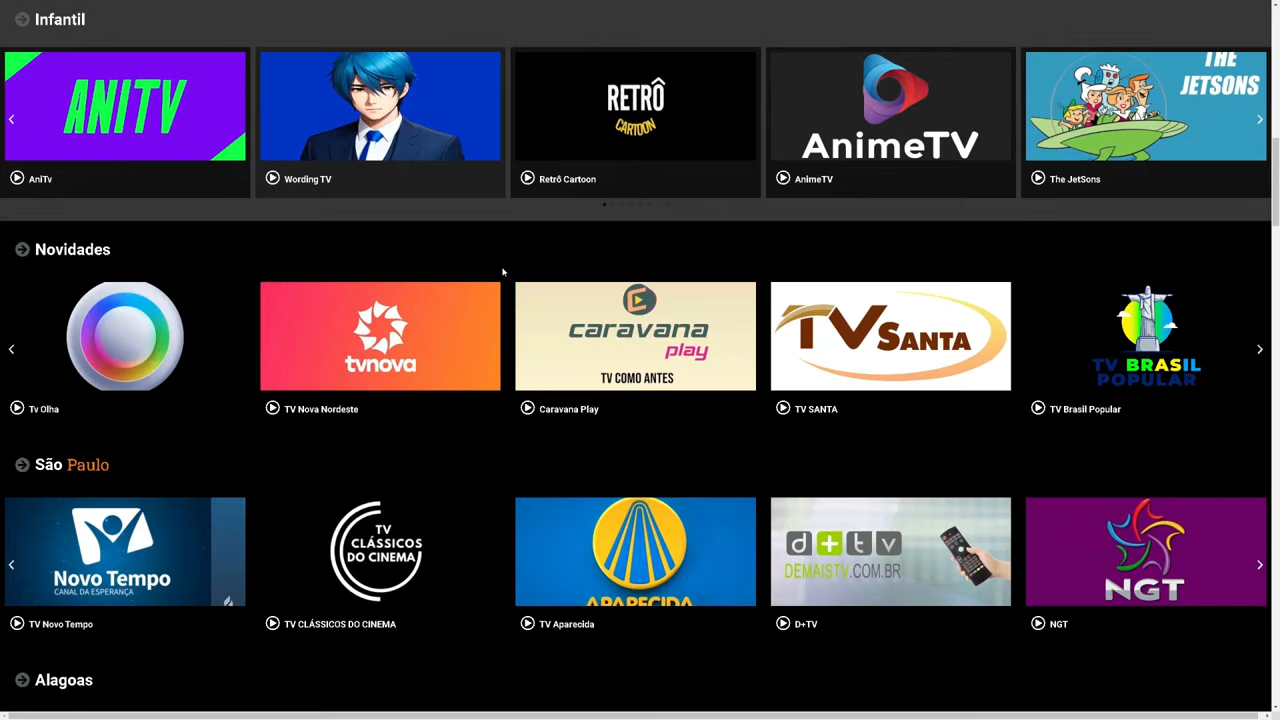 Infantil
ANITV
RETRÔ
CARTOON
AnimeTV
THE
JETSONS
AniTv
Wording TV
Retrô Cartoon
AnimeTV
The JetSons
Novidades
tvnova
caravana
play
TV COMO ANTES
TV SANTA
TV BRASIL
POPULAR
Tv Olha
TV Nova Nordeste
Caravana Play
TV SANTA
TV Brasil Popular
São Paulo
NOVO TEMPO
CANAL DA ESPERANÇA
TV
CLÁSSICOS
DO CINEMA
APARECIDA
d+tv
DEMAISTV.COM.BR
NGT
TV Novo Tempo
TV CLÁSSICOS DO CINEMA
TV Aparecida
D+TV
NGT
Alagoas